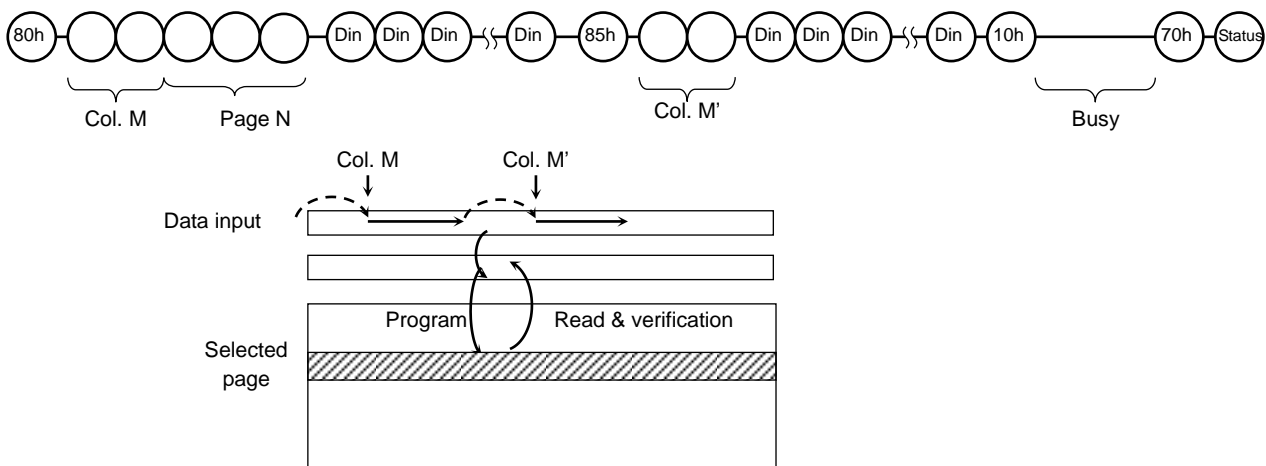 80h Din Din Din Din 85h Din Din Din Din 10h 70h Status
Col. M Page N Col. M’ Busy
Col. M Col. M’
Data input
Program Read & verification
Selected
page